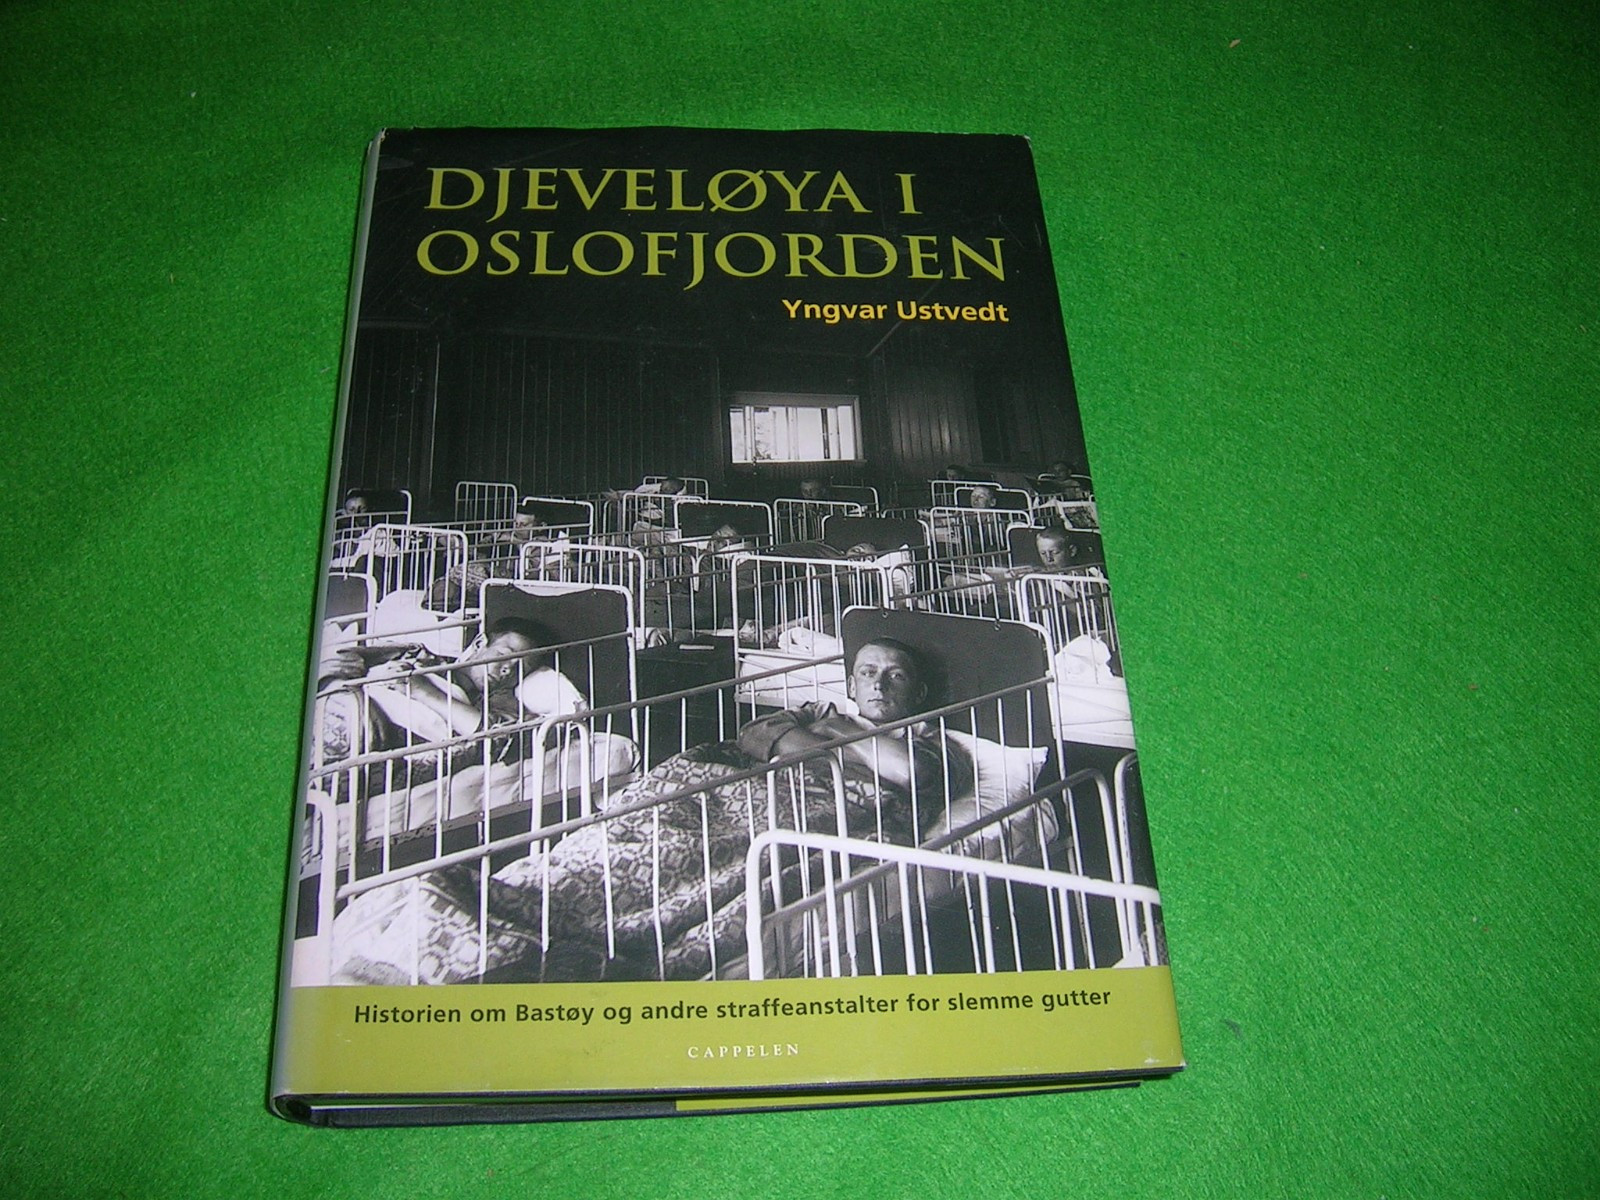 DJEVELØYA I
OSLOFJORDEN
Yngvar Ustvedt
Historien om Bastøy og andre straffeanstalter for slemme gutter
CAPPELEN